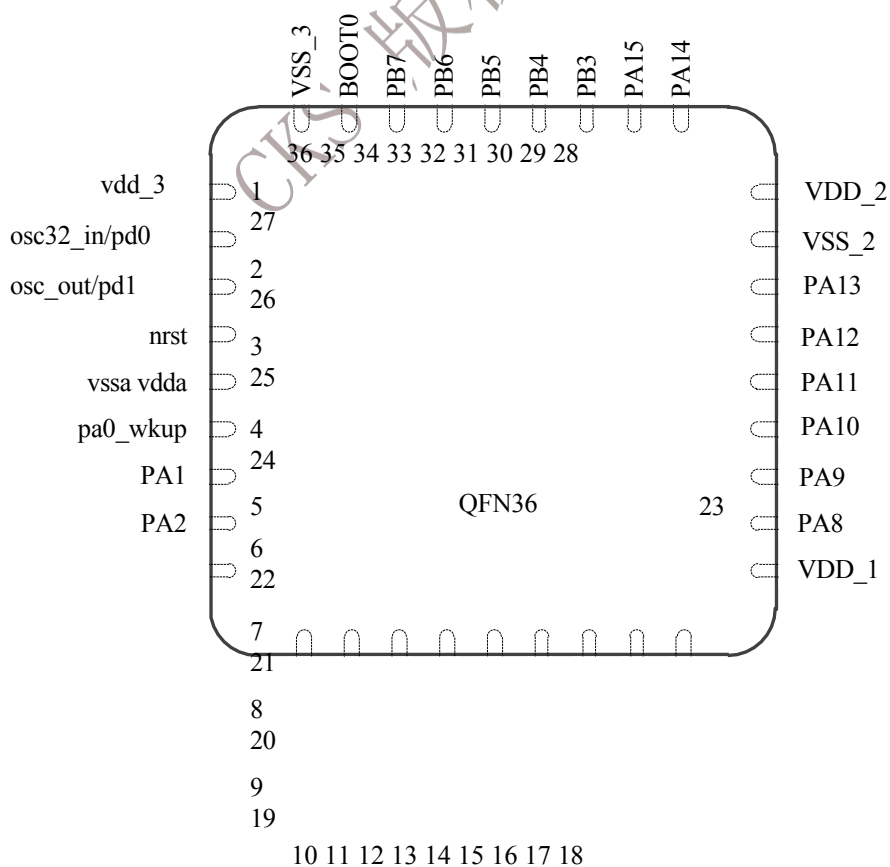 VSS_3
BOOT0
PB7
PB6
PB5
PB4
PB3
PA15
PA14
CKS 版
36 35 34 33 32 31 30 29 28
vdd_3
1
VDD_2
27
osc32_in/pd0
VSS_2
2
osc_out/pd1
PA13
26
nrst
3
PA12
25
vssa vdda
PA11
pa0_wkup
4
PA10
24
PA1
PA9
5
QFN36
23
PA2
PA8
6
22
VDD_1
7
21
8
20
9
19
10 11 12 13 14 15 16 17 18